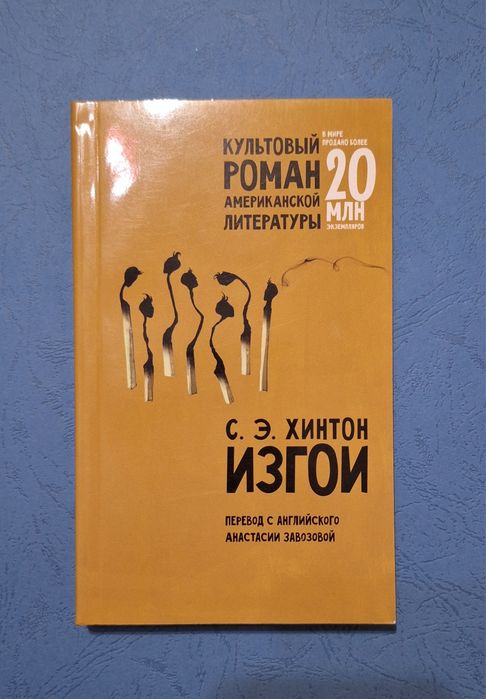 КУЛЬТОВЫЙ
РОМАН
АМЕРИКАНСКОЙ
ЛИТЕРАТУРЫ
В МИРЕ
ПРОДАНО БОЛЕЕ
20
МЛН
ЭКЗЕМПЛЯРОВ
С. Э. ХИНТОН
ИЗГОИ
ПЕРЕВОД С АНГЛИЙСКОГО
АНАСТАСИИ ЗАВОЗОВОЙ